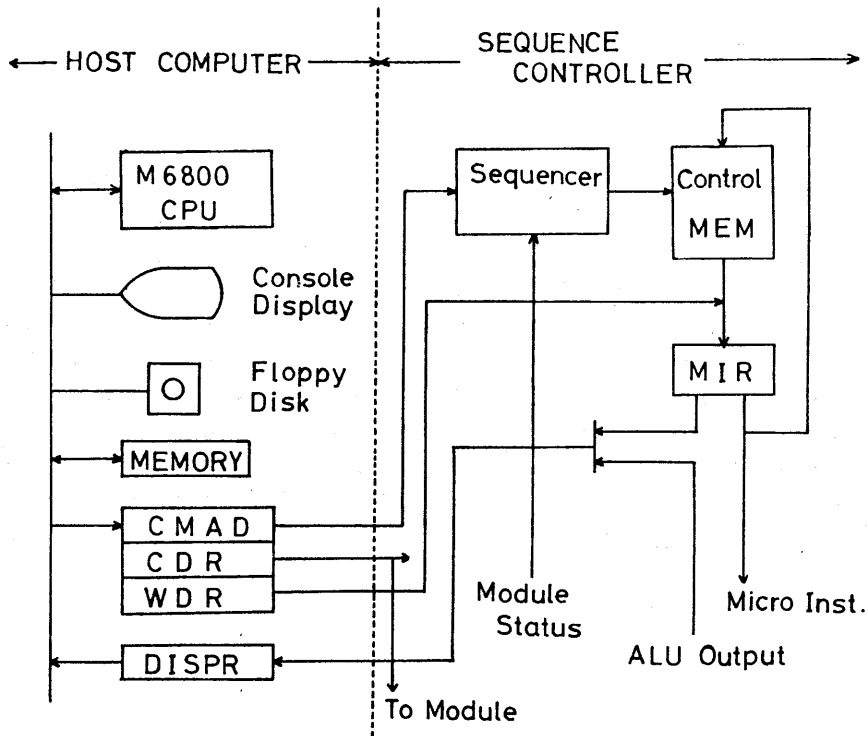 HOST COMPUTER
SEQUENCE
CONTROLLER
M6800
CPU
Console
Display
Floppy
Disk
MEMORY
CMAD
CDR
WDR
DISPR
To Module
Sequencer
Control
MEM
MIR
Module
Status
Micro Inst.
ALU Output